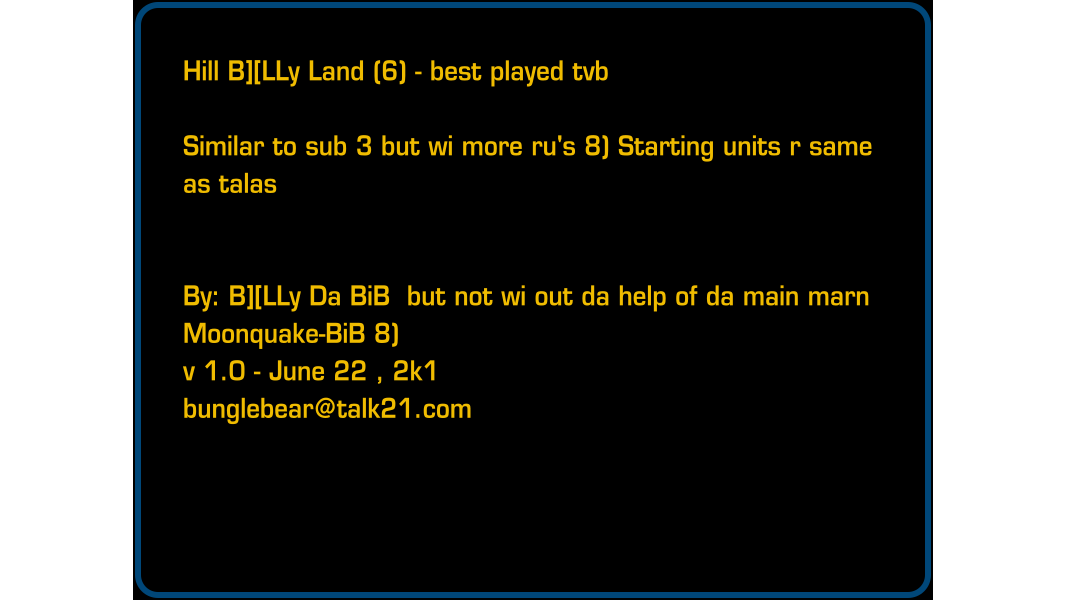 Hill B][LLy Land (6) - best played tvb
Similar to sub 3 but wi more ru's 8) Starting units r same
as talas
By: B][LLy Da BiB  but not wi out da help of da main marn
Moonquake-BiB 8)
v 1.0 - June 22 , 2k1
bunglebear@talk21.com